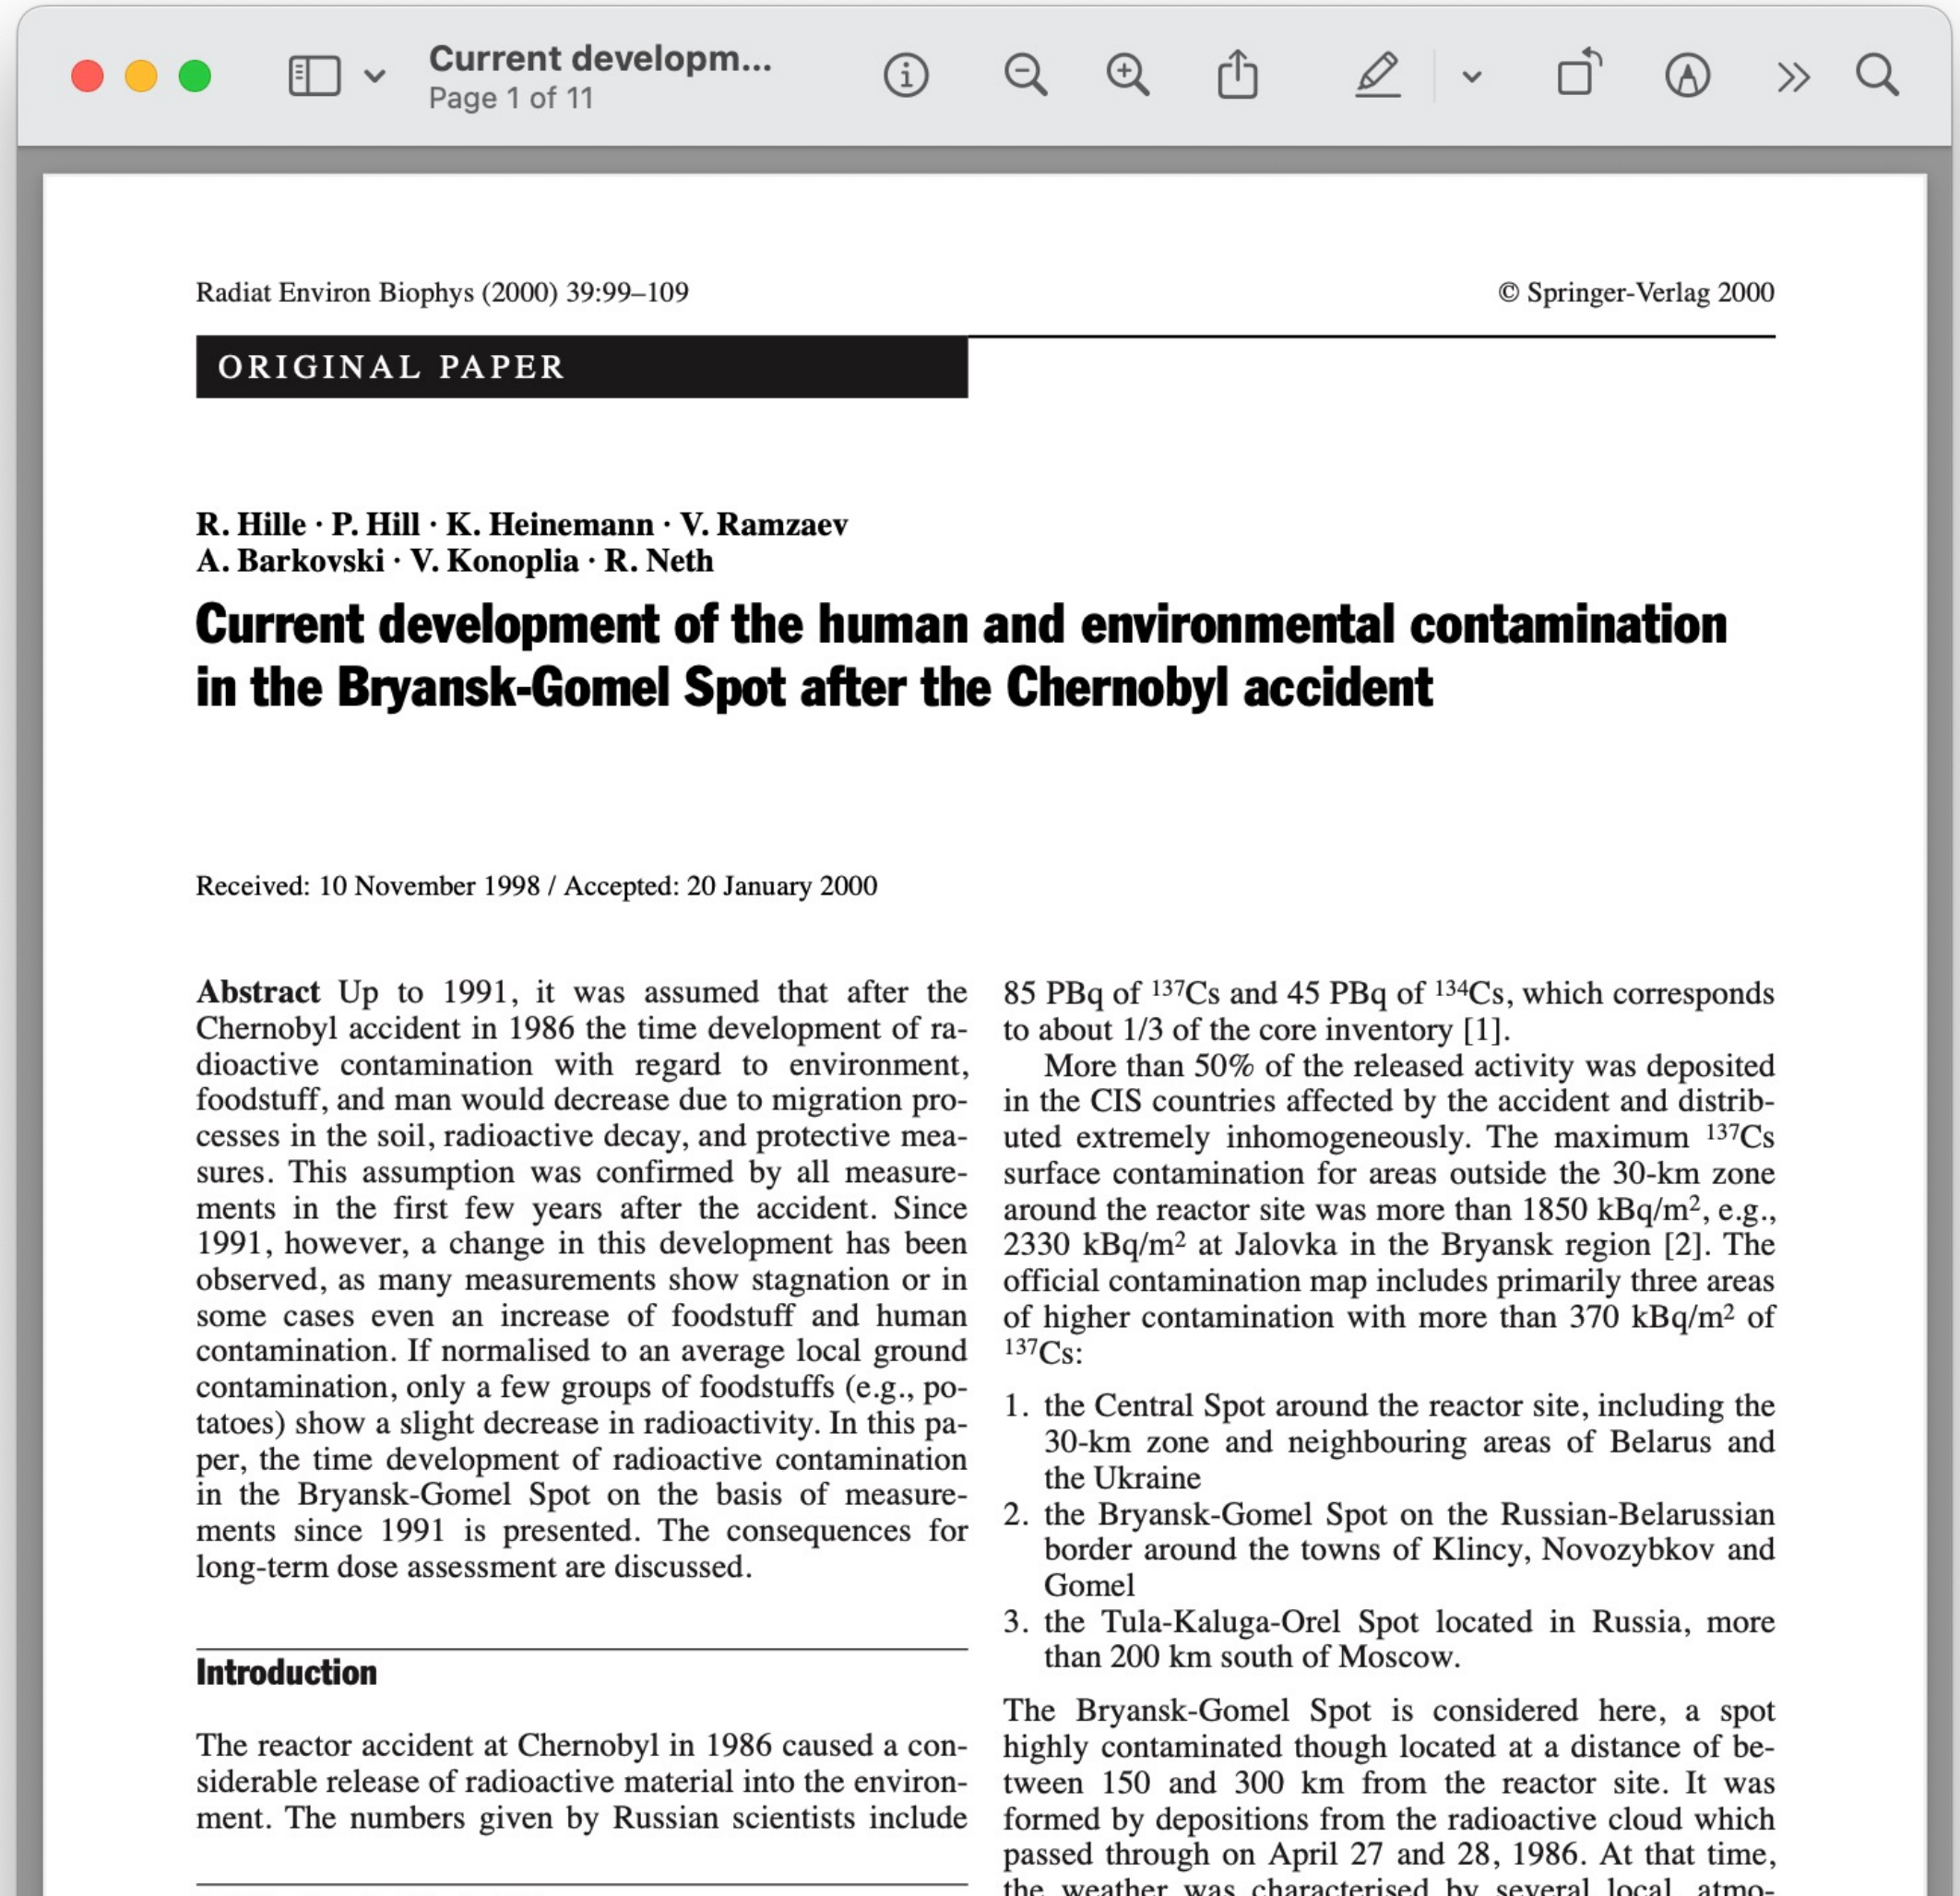 Current developm...
Page 1 of 11
Radiat Environ Biophys (2000) 39:99–109
© Springer-Verlag 2000
ORIGINAL PAPER
R. Hille · P. Hill · K. Heinemann · V. Ramzaev
A. Barkovski · V. Konoplia · R. Neth
Current development of the human and environmental contamination
in the Bryansk-Gomel Spot after the Chernobyl accident
Received: 10 November 1998 / Accepted: 20 January 2000
Abstract Up to 1991, it was assumed that after the
Chernobyl accident in 1986 the time development of ra-
dioactive contamination with regard to environment,
foodstuff, and man would decrease due to migration pro-
cesses in the soil, radioactive decay, and protective mea-
sures. This assumption was confirmed by all measure-
ments in the first few years after the accident. Since
1991, however, a change in this development has been
observed, as many measurements show stagnation or in
some cases even an increase of foodstuff and human
contamination. If normalised to an average local ground
contamination, only a few groups of foodstuffs (e.g., po-
tatoes) show a slight decrease in radioactivity. In this pa-
per, the time development of radioactive contamination
in the Bryansk-Gomel Spot on the basis of measure-
ments since 1991 is presented. The consequences for
long-term dose assessment are discussed.
Introduction
The reactor accident at Chernobyl in 1986 caused a con-
siderable release of radioactive material into the environ-
ment. The numbers given by Russian scientists include
85 PBq of ¹³⁷Cs and 45 PBq of ¹³⁴Cs, which corresponds
to about 1/3 of the core inventory [1].
More than 50% of the released activity was deposited
in the CIS countries affected by the accident and distrib-
uted extremely inhomogeneously. The maximum ¹³⁷Cs
surface contamination for areas outside the 30-km zone
around the reactor site was more than 1850 kBq/m², e.g.,
2330 kBq/m² at Jalovka in the Bryansk region [2]. The
official contamination map includes primarily three areas
of higher contamination with more than 370 kBq/m² of
¹³⁷Cs:
1. the Central Spot around the reactor site, including the
30-km zone and neighbouring areas of Belarus and
the Ukraine
2. the Bryansk-Gomel Spot on the Russian-Belarussian
border around the towns of Klincy, Novozybkov and
Gomel
3. the Tula-Kaluga-Orel Spot located in Russia, more
than 200 km south of Moscow.
The Bryansk-Gomel Spot is considered here, a spot
highly contaminated though located at a distance of be-
tween 150 and 300 km from the reactor site. It was
formed by depositions from the radioactive cloud which
passed through on April 27 and 28, 1986. At that time,
the weather was characterised by several local atmo-